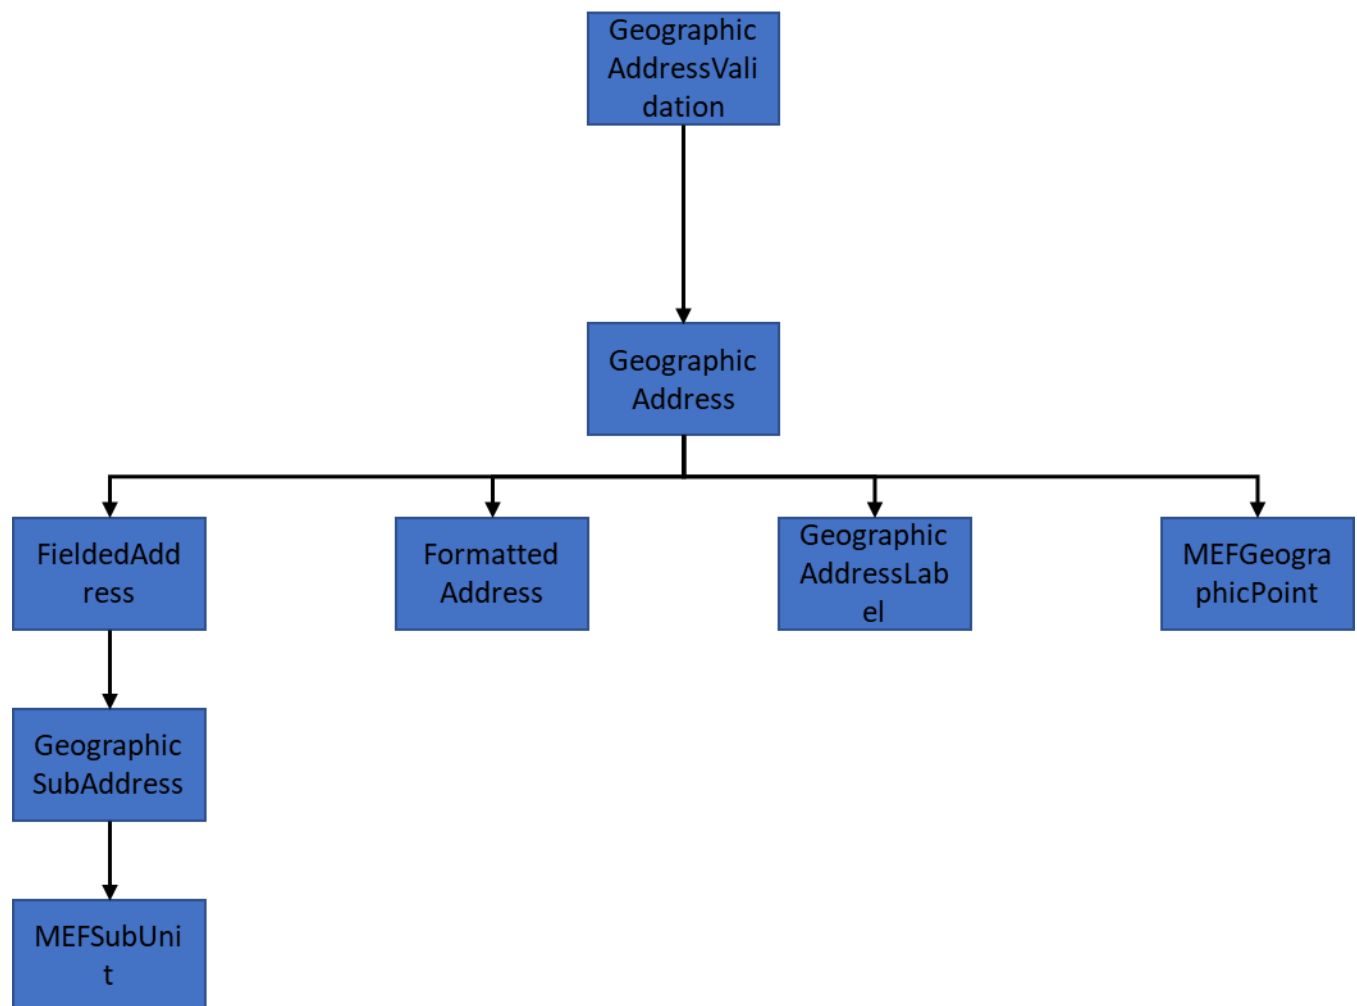 Geographic
AddressVali
dation
Geographic
Address
FieldedAdd
ress
Formatted
Address
Geographic
AddressLab
el
MEFGeogra
phicPoint
Geographic
SubAddress
MEFSubUni
t